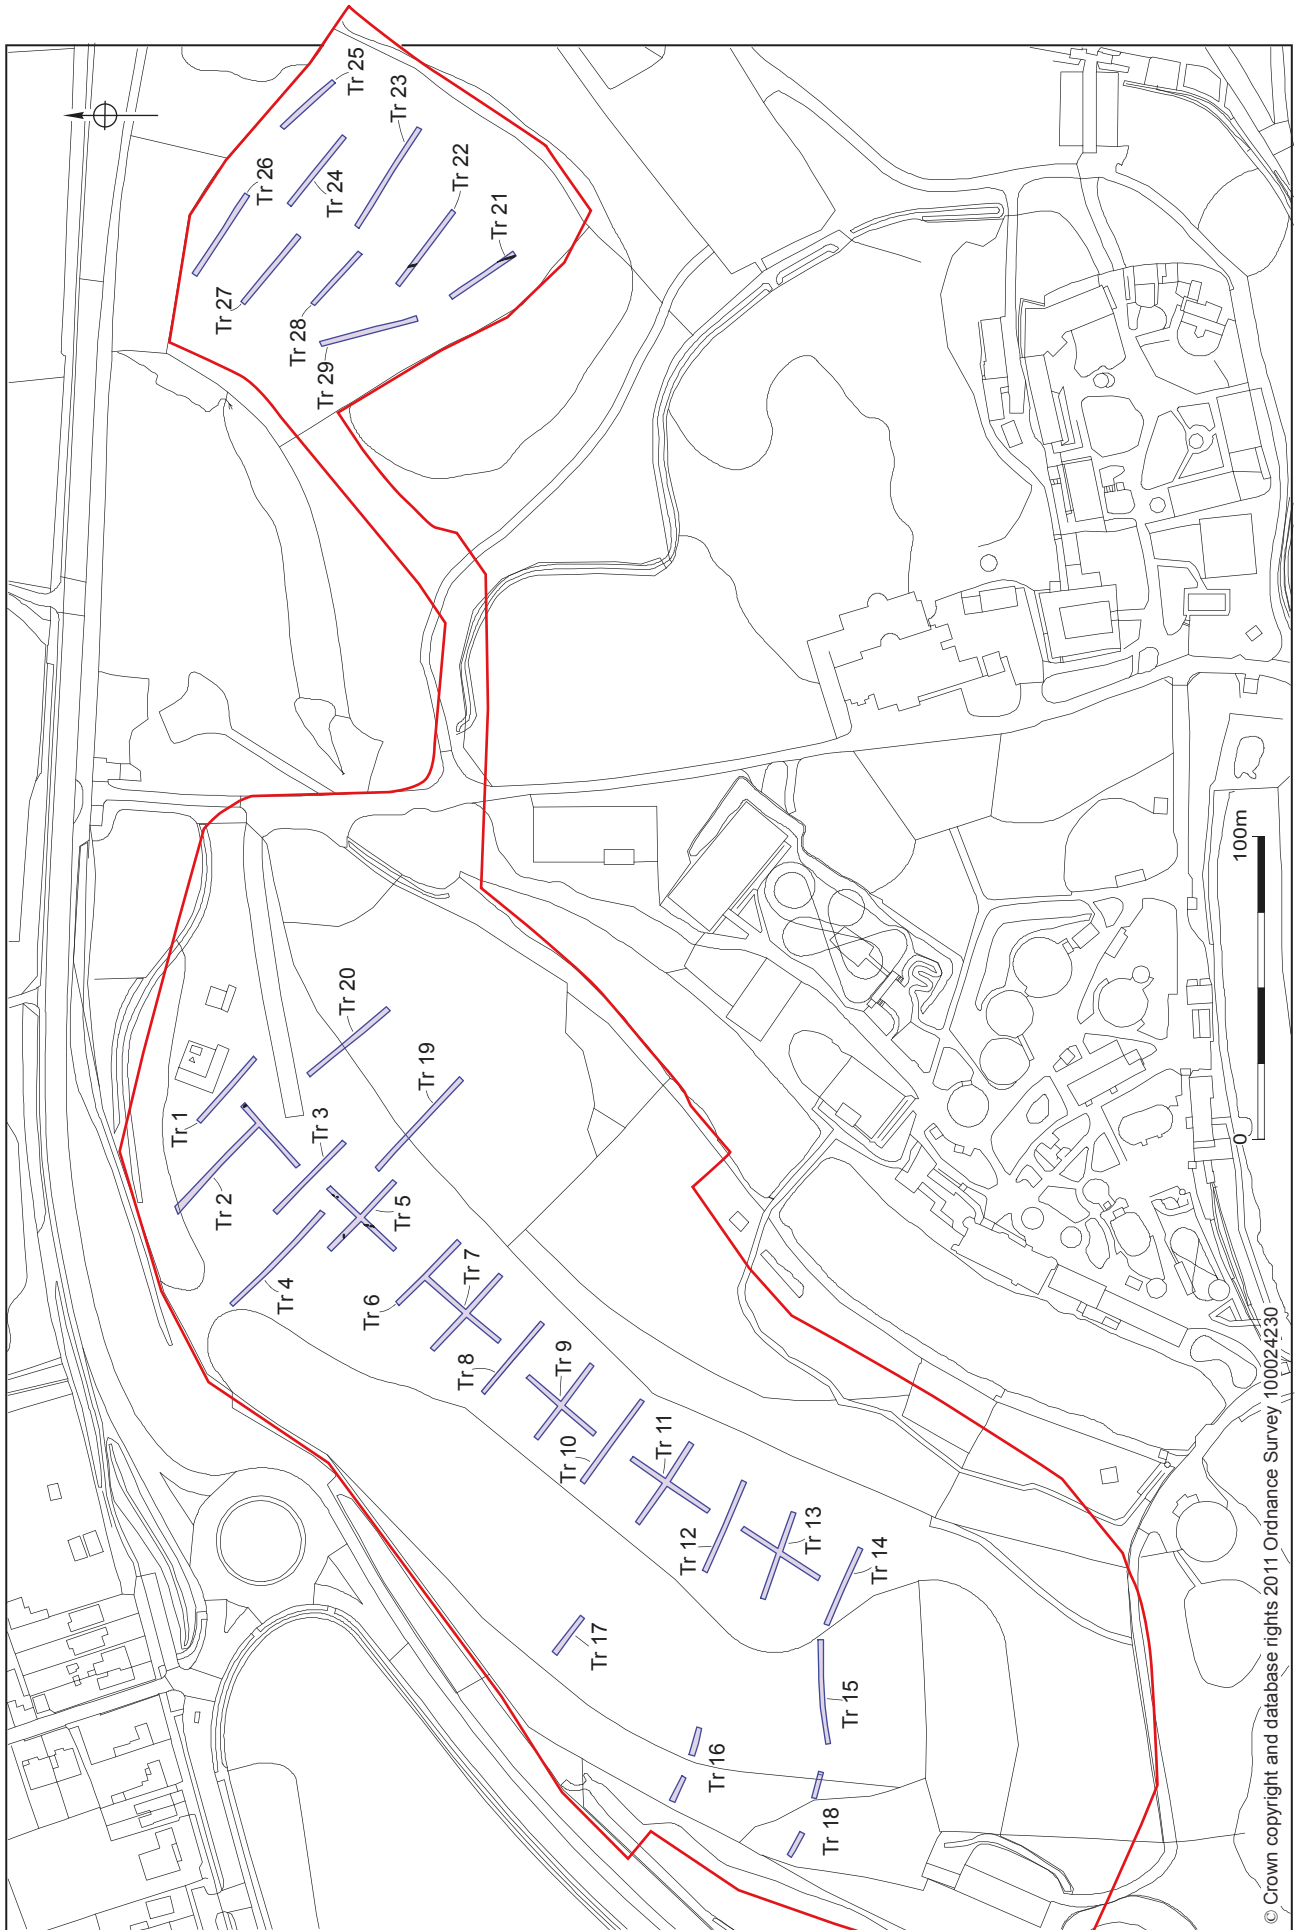 Tr 25
Tr 23
Tr 26
Tr 24
Tr 22
Tr 21
Tr 27
Tr 28
Tr 29
Tr 20
Tr 19
Tr 1
Tr 3
Tr 2
Tr 5
Tr 4
Tr 7
Tr 6
Tr 9
Tr 8
Tr 11
Tr 10
Tr 13
Tr 12
Tr 14
Tr 17
Tr 15
Tr 16
Tr 18
0
100m
© Crown copyright and database rights 2011 Ordnance Survey 100024230